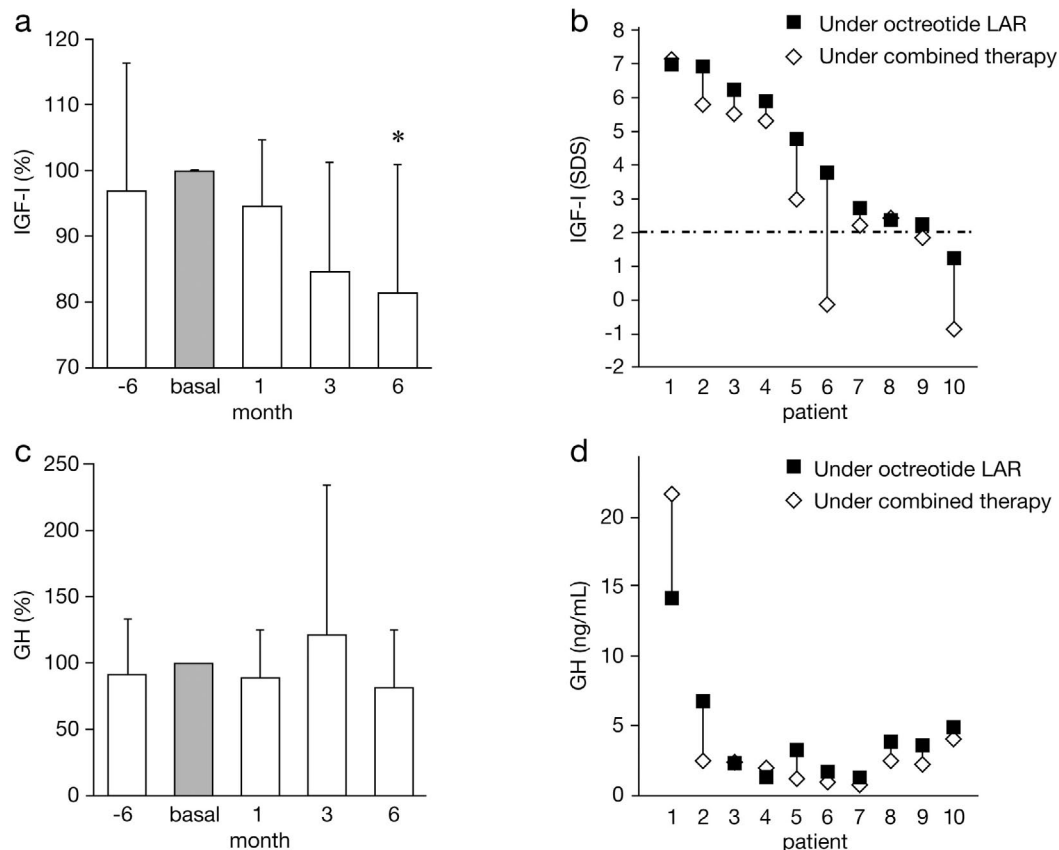 a
120
110
100
90
80
70
IGF-I (%)
*
-6 basal 1 3 6
month
b
Under octreotide LAR
Under combined therapy
8
7
6
5
4
3
2
1
0
-1
-2
IGF-I (SDS)
1 2 3 4 5 6 7 8 9 10
patient
c
250
200
150
100
50
0
GH (%)
-6 basal 1 3 6
month
d
Under octreotide LAR
Under combined therapy
20
15
10
5
0
GH (ng/mL)
1 2 3 4 5 6 7 8 9 10
patient